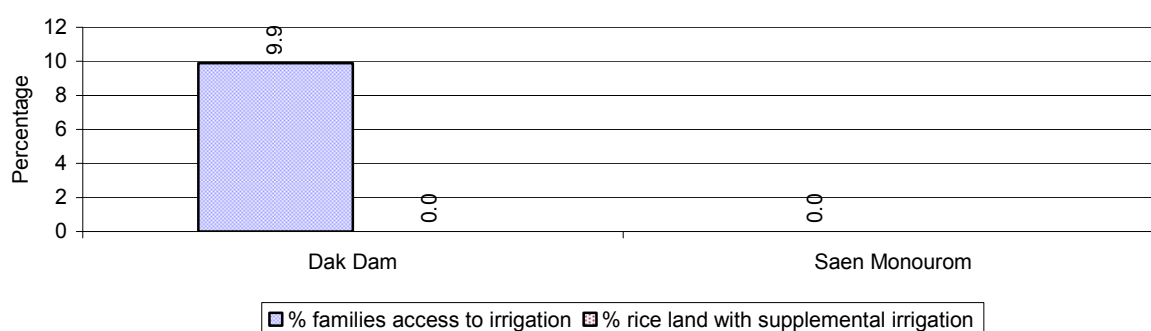 12
10
8
6
4
2
0
Percentage
9.9
0.0
0.0
Dak Dam
Saen Monourom
% families access to irrigation % rice land with supplemental irrigation